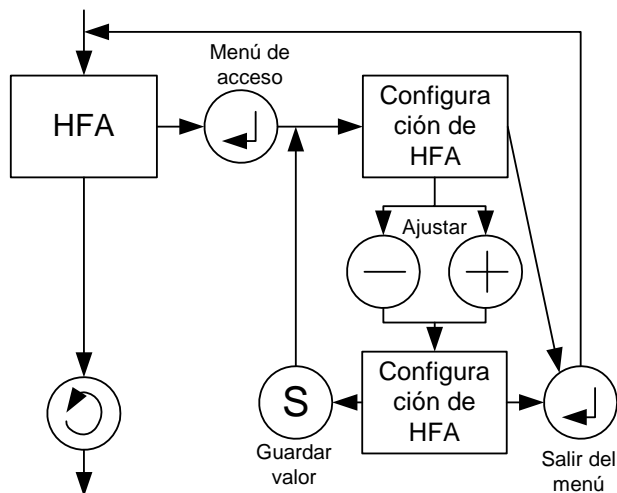 Menú de
acceso
HFA
Configura
ción de
HFA
Ajustar
Configura
ción de
HFA
S
Guardar
valor
Salir del
menú